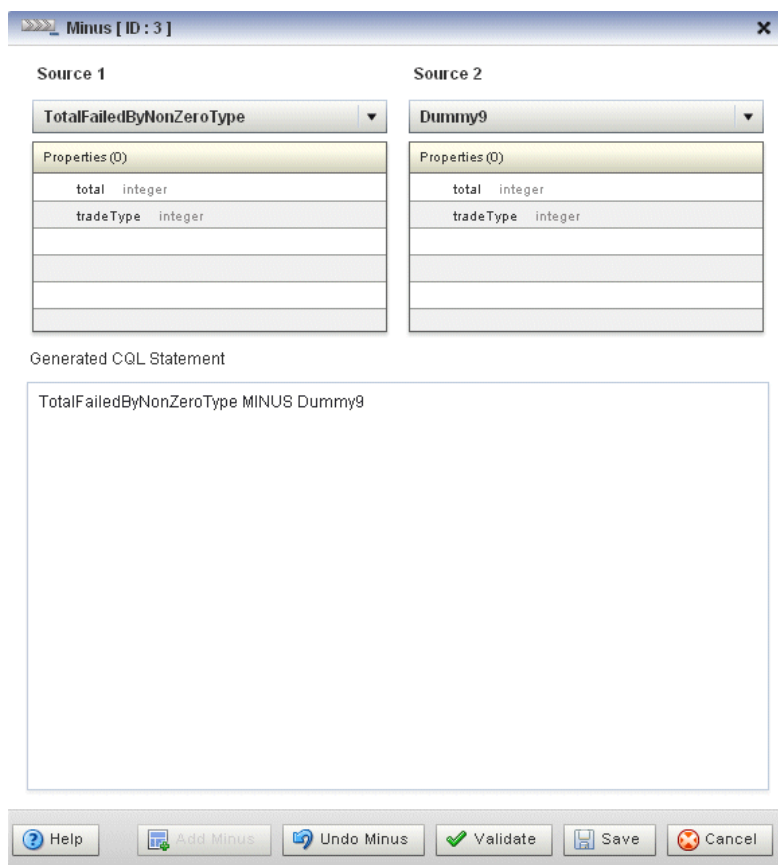 Minus [ ID : 3 ]
Source 1 Source 2
TotalFailedByNonZeroType Dummy9
Properties (0) Properties (0)
total integer total integer
tradeType integer tradeType integer
Generated CQL Statement
TotalFailedByNonZeroType MINUS Dummy9
Help Add Minus Undo Minus Validate Save Cancel